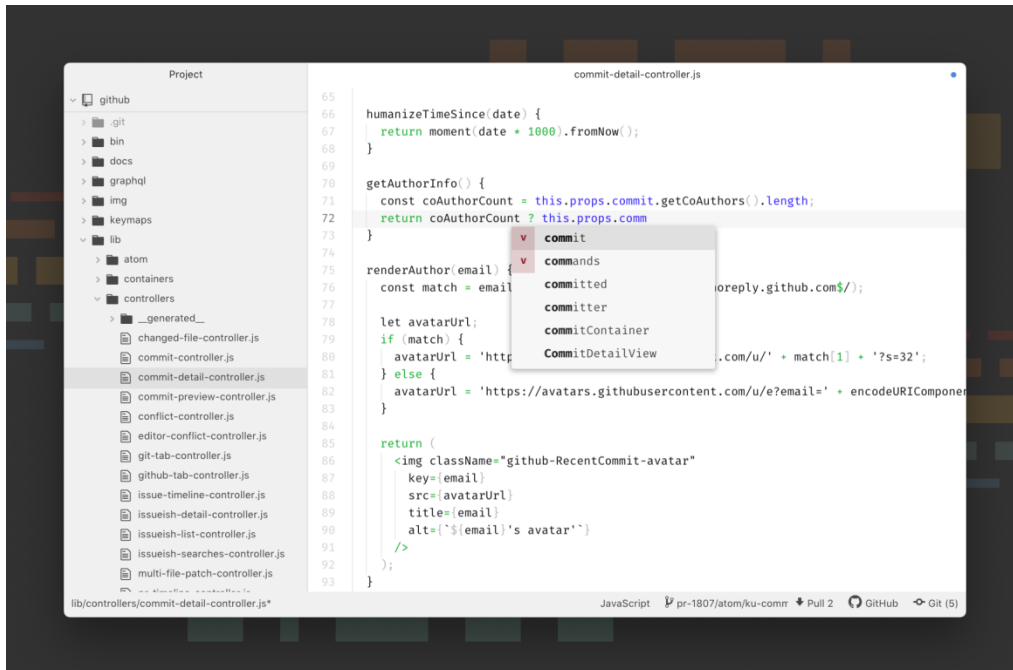 Project
github
.git
bin
docs
graphql
img
keymaps
lib
atom
containers
controllers
__generated__
changed-file-controller.js
commit-controller.js
commit-detail-controller.js
commit-preview-controller.js
conflict-controller.js
editor-conflict-controller.js
git-tab-controller.js
github-tab-controller.js
issue-timeline-controller.js
issueish-detail-controller.js
issueish-list-controller.js
issueish-searches-controller.js
multi-file-patch-controller.js
commit-detail-controller.js
65
66 humanizeTimeSince(date) {
67 return moment(date * 1000).fromNow();
68 }
69
70 getAuthorInfo() {
71 const coAuthorCount = this.props.commit.getCoAuthors().length;
72 return coAuthorCount ? this.props.comm
73 }
74
75 renderAuthor(email) {
76 const match = email oreply.github.com$/);
77
78 let avatarUrl;
79 if (match) {
80 avatarUrl = 'http .com/u/' + match[1] + '?s=32';
81 } else {
82 avatarUrl = 'https://avatars.githubusercontent.com/u/e?email=' + encodeURIComponen
83 }
84
85 return (
86 <img className="github-RecentCommit-avatar"
87 key={email}
88 src={avatarUrl}
89 title={email}
90 alt={`${email}'s avatar'`}
91 />
92 );
93 }
v commit
v commands
committed
committer
commitContainer
CommitDetailView
lib/controllers/commit-detail-controller.js*
JavaScript pr-1807/atom/ku-comm Pull 2 GitHub Git (5)